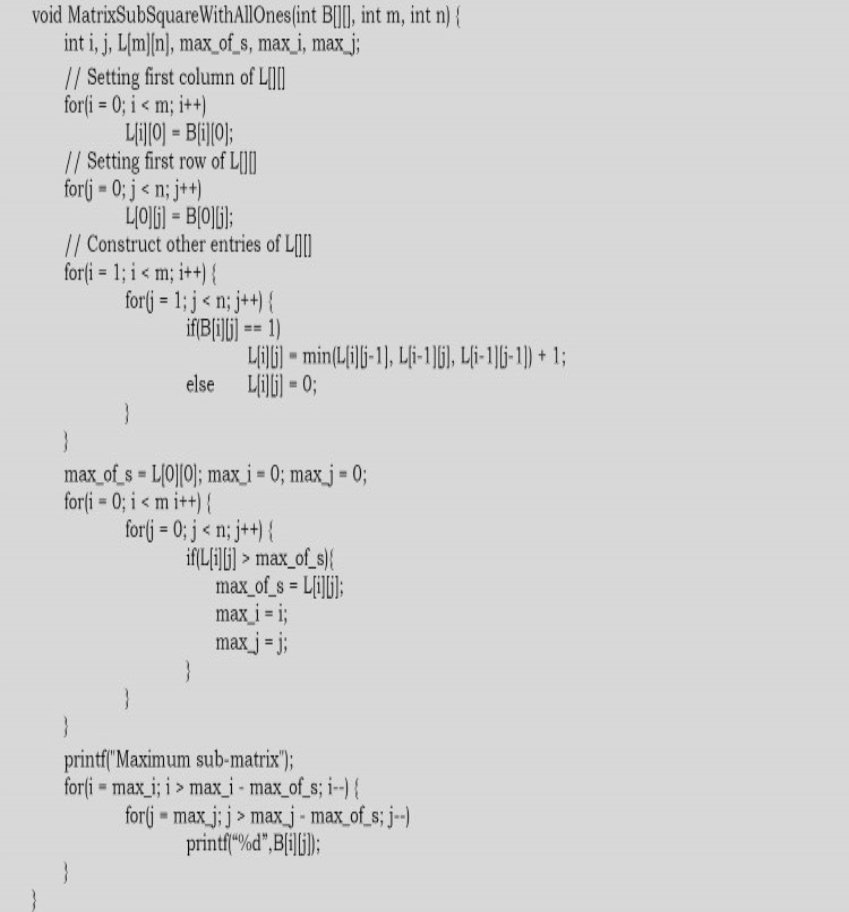 void MatrixSubSquareWithAllOnes(int B[][], int m, int n) {
int i, j, L[m][n], max_of_s, max_i, max_j;
// Setting first column of L[][]
for(i = 0; i < m; i++)
L[i][0] = B[i][0];
// Setting first row of L[][]
for(j = 0; j < n; j++)
L[0][j] = B[0][j];
// Construct other entries of L[][]
for(i = 1; i < m; i++) {
for(j = 1; j < n; j++) {
if(B[i][j] == 1)
L[i][j] = min(L[i][j-1], L[i-1][j], L[i-1][j-1]) + 1;
else L[i][j] = 0;
}
}
max_of_s = L[0][0]; max_i = 0; max_j = 0;
for(i = 0; i < m i++) {
for(j = 0; j < n; j++) {
if(L[i][j] > max_of_s){
max_of_s = L[i][j];
max_i = i;
max_j = j;
}
}
}
printf("Maximum sub-matrix");
for(i = max_i; i > max_i - max_of_s; i--) {
for(j = max_j; j > max_j - max_of_s; j--)
printf(“%d”,B[i][j]);
}
}